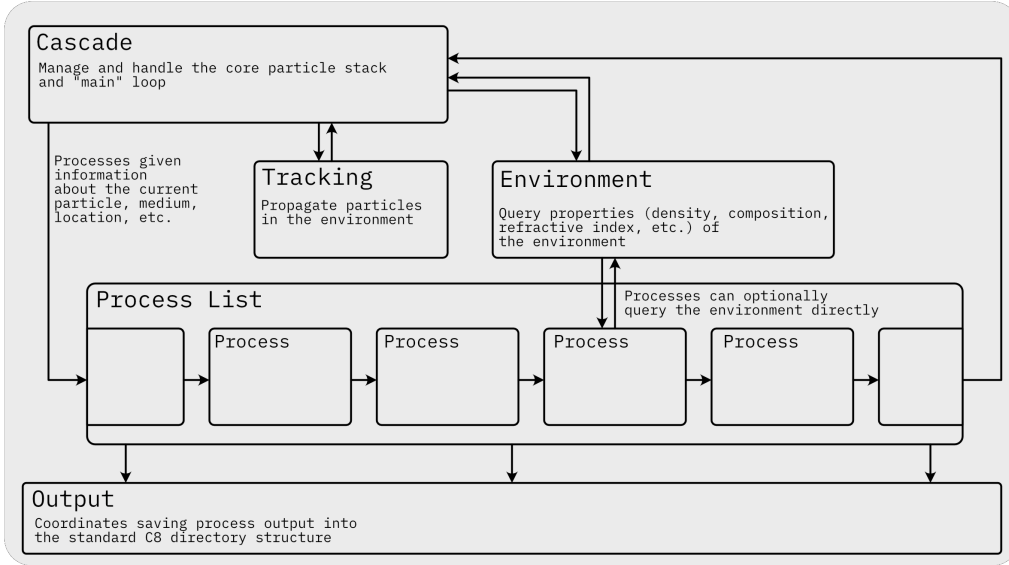 Cascade
Manage and handle the core particle stack
and "main" loop
Processes given
information
about the current
particle, medium,
location, etc.
Tracking
Propagate particles
in the environment
Environment
Query properties (density, composition,
refractive index, etc.) of
the environment
Process List
Processes can optionally
query the environment directly
Process
Process
Process
Process
Output
Coordinates saving process output into
the standard C8 directory structure